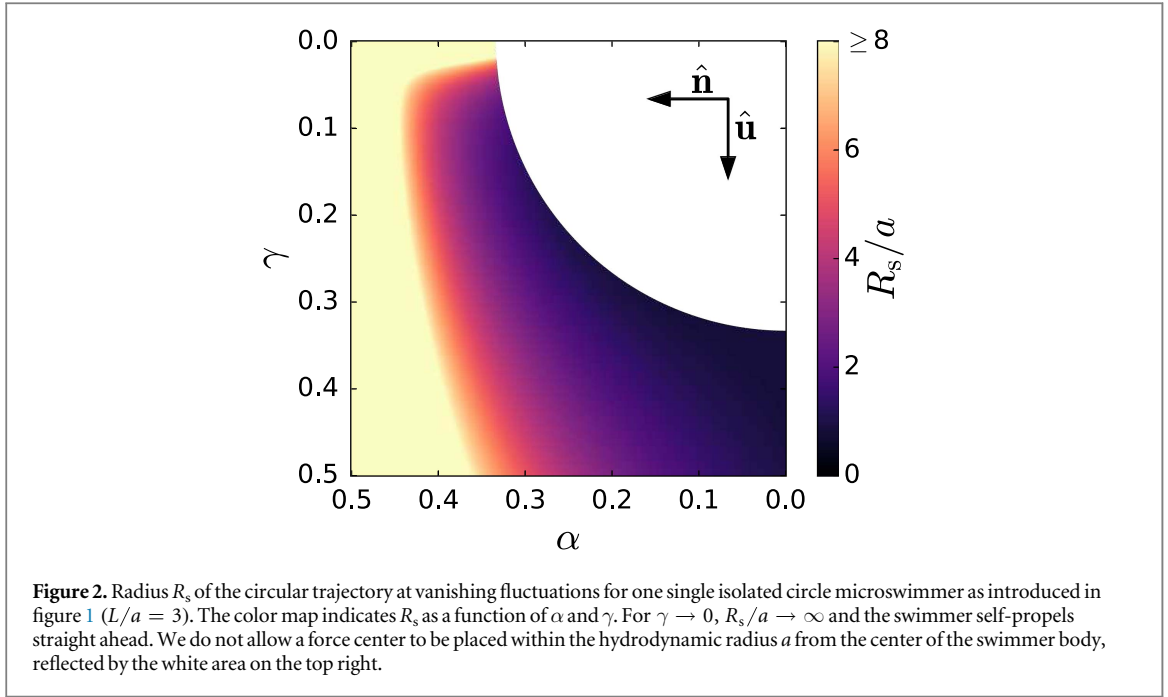 0.0
0.1
0.2
0.3
0.4
0.5
γ
0.5 0.4 0.3 0.2 0.1 0.0
α
n̂
û
≥8
6
4
2
0
Rs/a
Figure 2. Radius Rs of the circular trajectory at vanishing fluctuations for one single isolated circle microswimmer as introduced in
figure 1 (L/a = 3). The color map indicates Rs as a function of α and γ. For γ → 0, Rs/a → ∞ and the swimmer self-propels
straight ahead. We do not allow a force center to be placed within the hydrodynamic radius a from the center of the swimmer body,
reflected by the white area on the top right.